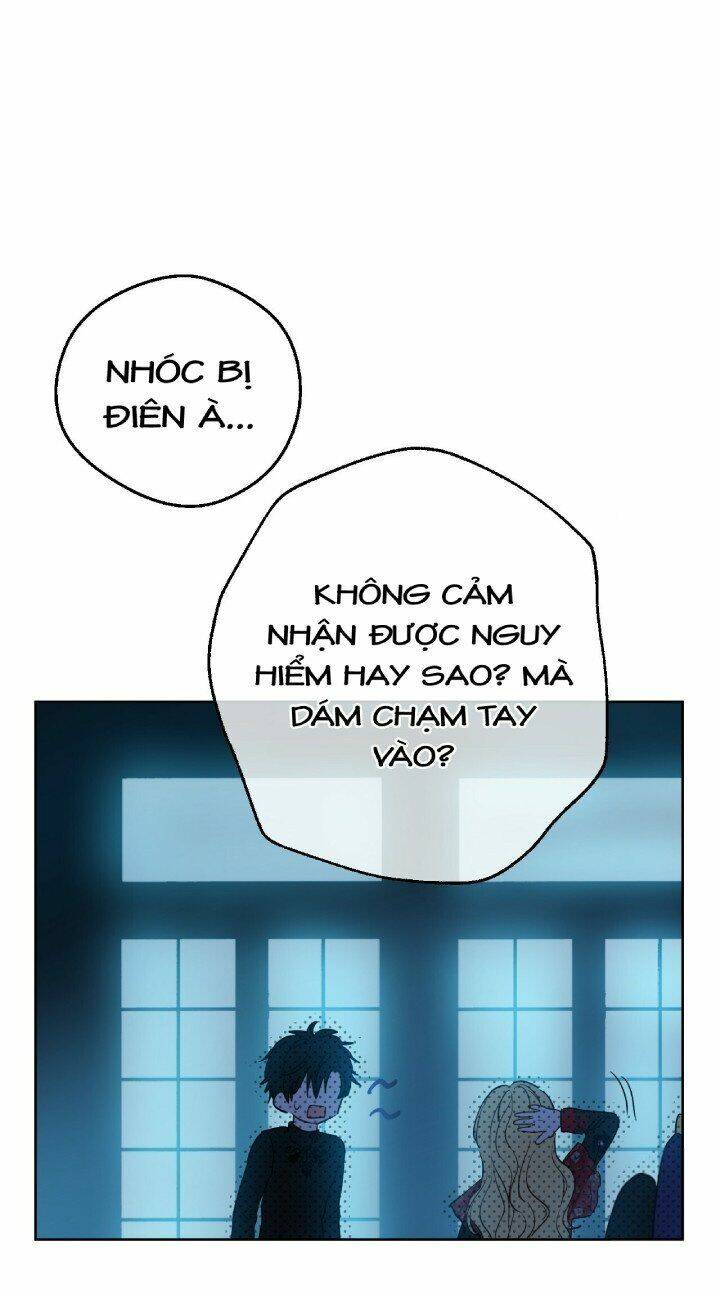 NHÓC BỊ
ĐIÊN À...
KHÔNG CẢM
NHẬN ĐƯỢC NGUY
HIỂM HAY SAO? MÀ
DÁM CHẠM TAY
VÀO?